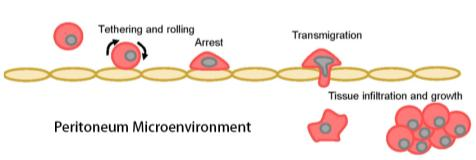 Tethering and rolling
Arrest
Transmigration
Tissue infiltration and growth
Peritoneum Microenvironment